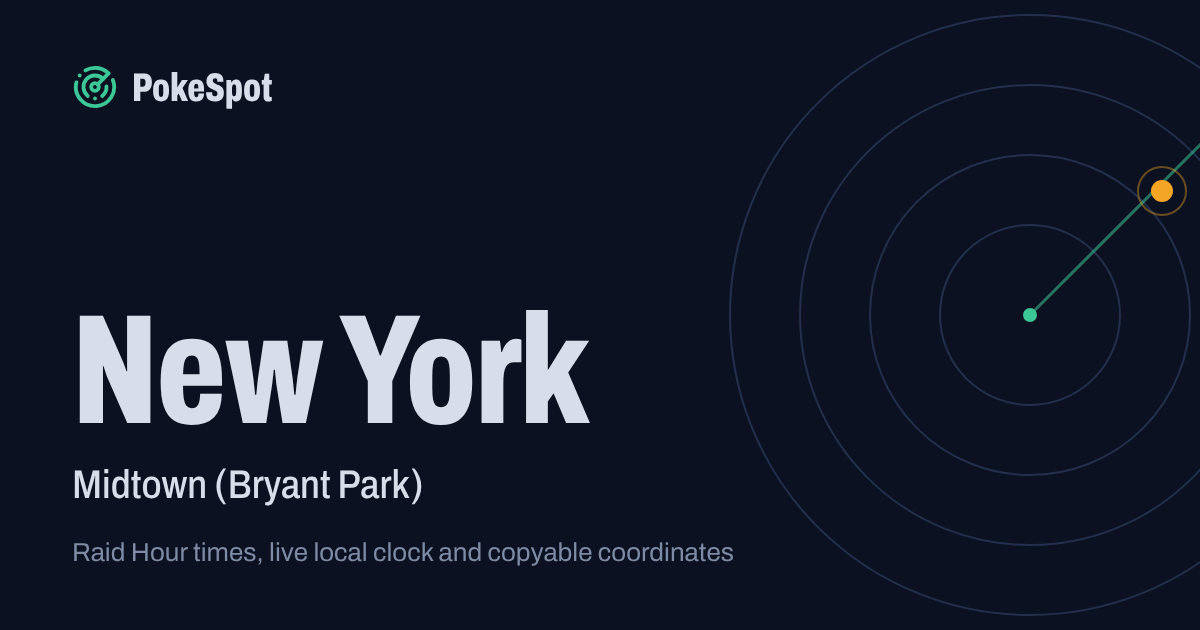 PokeSpot
New York
Midtown (Bryant Park)
Raid Hour times, live local clock and copyable coordinates